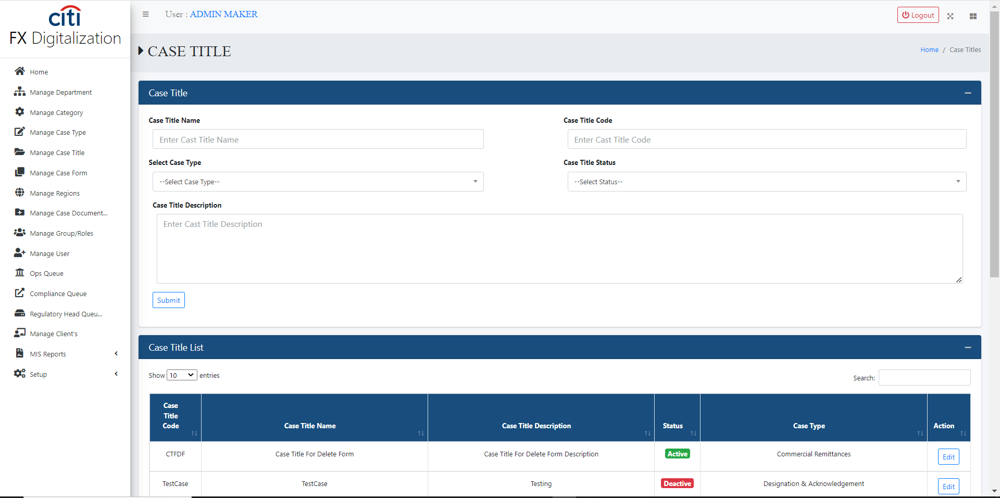 citi
FX Digitalization
Home
Manage Department
Manage Category
Manage Case Type
Manage Case Title
Manage Case Form
Manage Regions
Manage Case Document...
Manage Group/Roles
Manage User
Ops Queue
Compliance Queue
Regulatory Head Queu...
Manage Client's
MIS Reports
Setup
User : ADMIN MAKER
Logout
CASE TITLE
Home / Case Titles
Case Title
Case Title Name
Case Title Code
Enter Cast Title Name
Enter Cast Title Code
Select Case Type
Case Title Status
--Select Case Type--
--Select Status--
Case Title Description
Enter Cast Title Description
Submit
Case Title List
Show 10 entries
Search:
Case
Title
Code
Case Title Name
Case Title Description
Status
Case Type
Action
CTFDF
Case Title For Delete Form
Case Title For Delete Form Description
Active
Commercial Remittances
Edit
TestCase
TestCase
Testing
Deactive
Designation & Acknowledgement
Edit